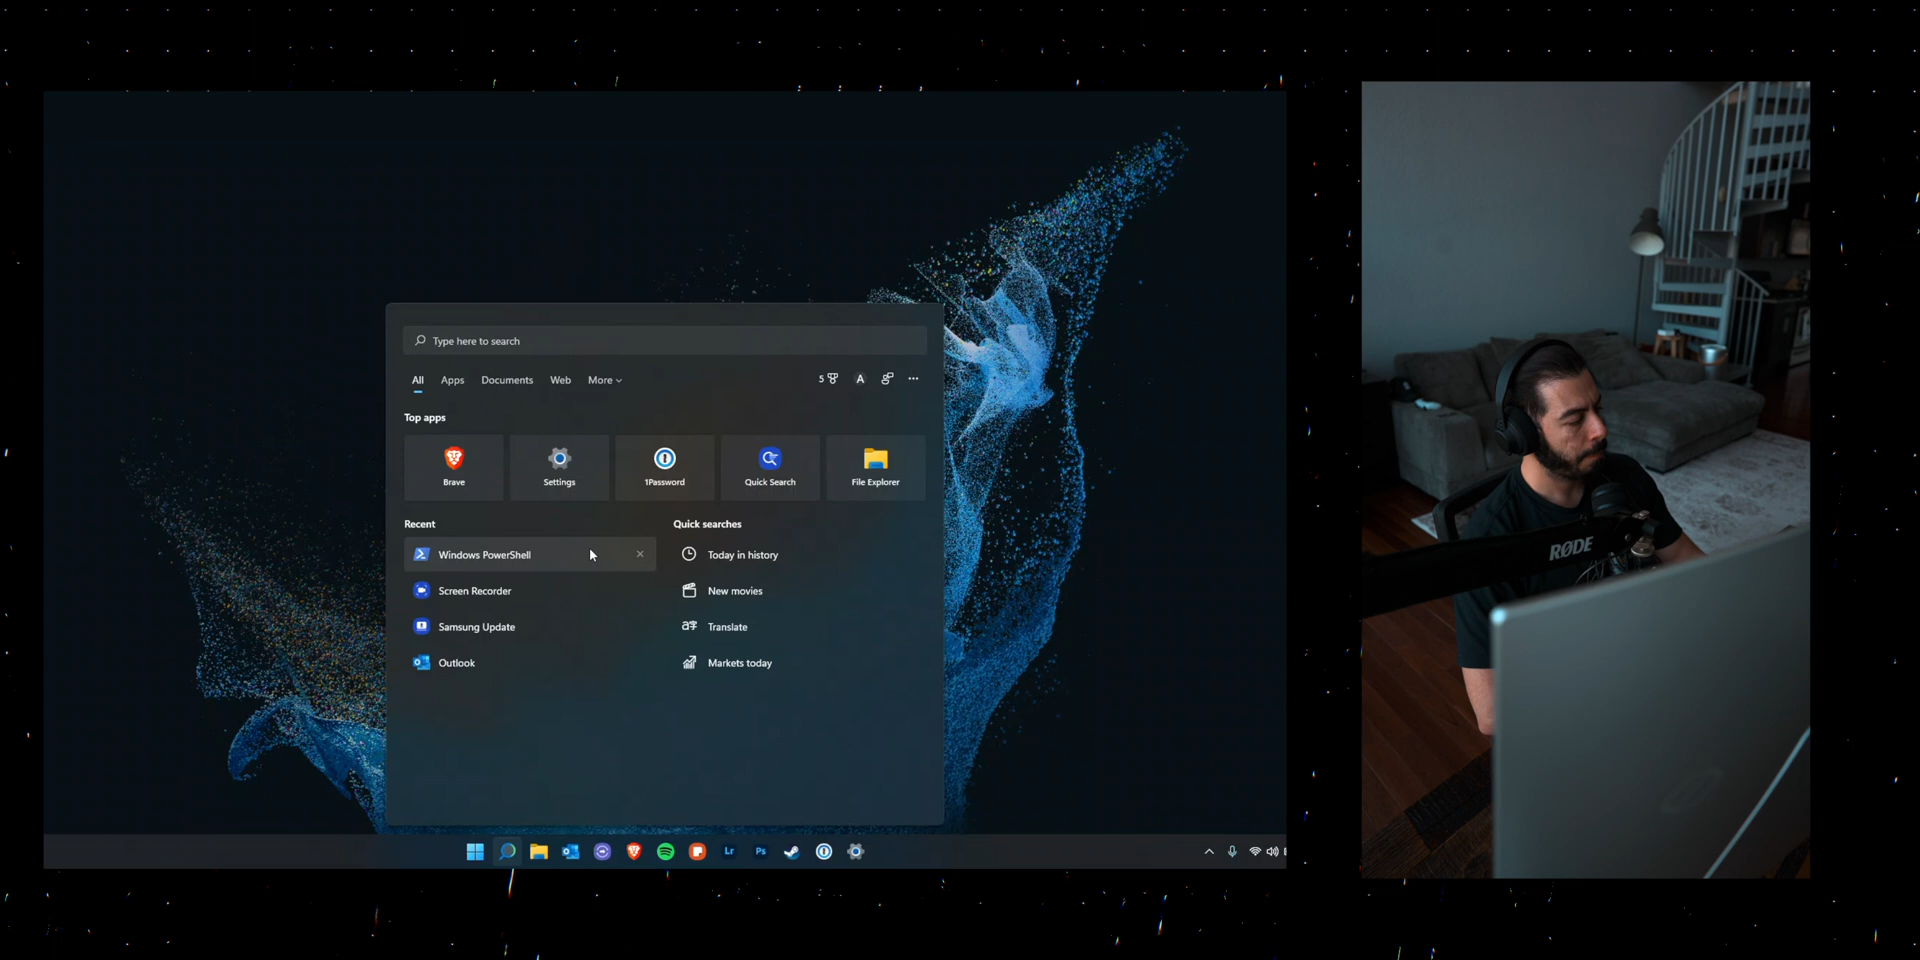 Type here to search
All Apps Documents Web More
5 A ...
Top apps
Brave Settings 1Password Quick Search File Explorer
Recent Quick searches
Windows PowerShell
Today in history
Screen Recorder
New movies
Samsung Update
Translate
Outlook
Markets today
Lr Ps
RØDE